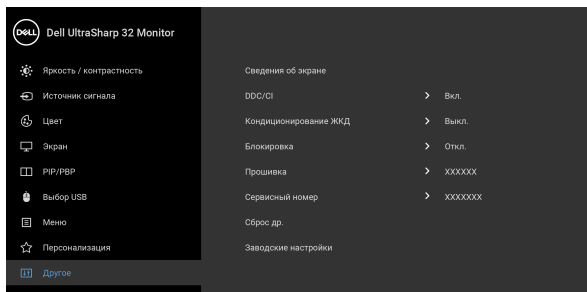 DELL Dell UltraSharp 32 Monitor
Яркость / контрастность Сведения об экране
Источник сигнала DDC/CI Вкл.
Цвет Кондиционирование ЖКД Выкл.
Экран Блокировка Откл.
PIP/PBP Прошивка XXXXXX
Выбор USB Сервисный номер XXXXXXX
Меню Сброс др.
Персонализация Заводские настройки
Другое